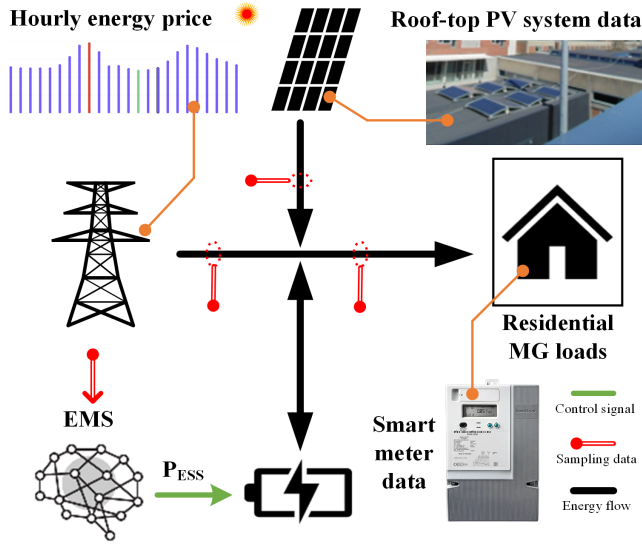 Hourly energy price
Roof-top PV system data
Residential
MG loads
EMS
P_ESS
Smart
meter
data
Control signal
Sampling data
Energy flow